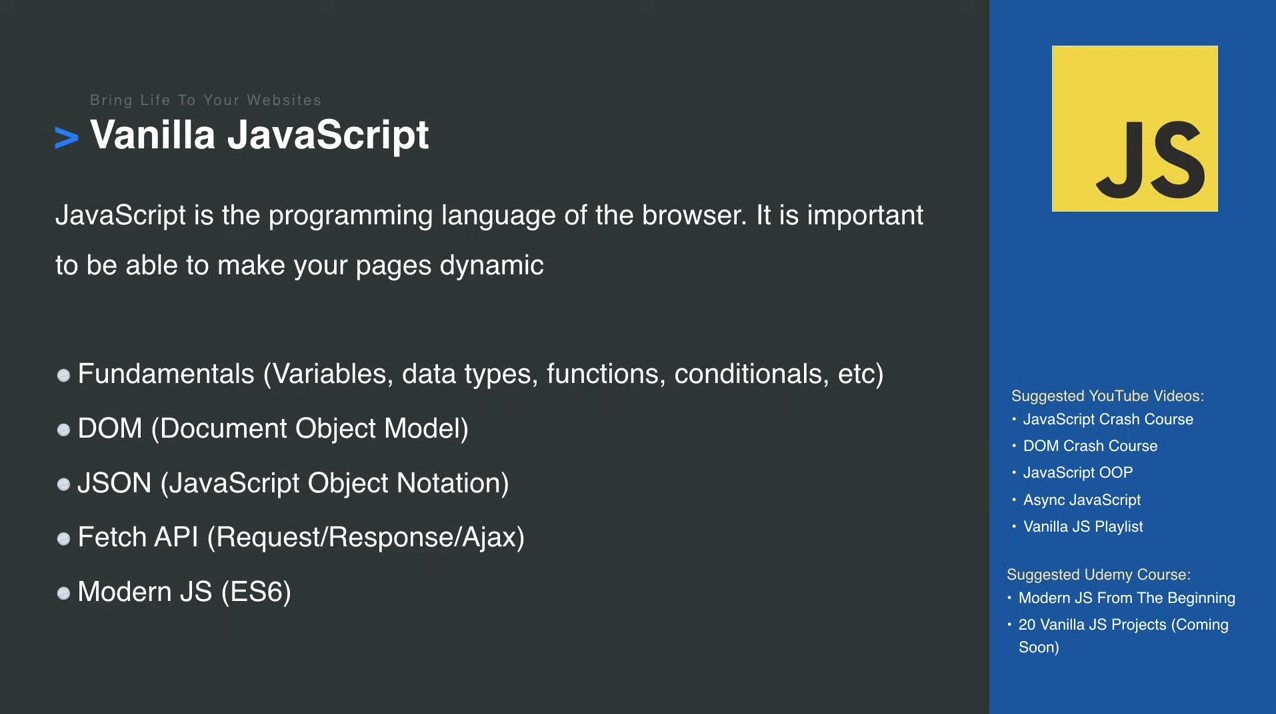 Bring Life To Your Websites
> Vanilla JavaScript
JavaScript is the programming language of the browser. It is important
to be able to make your pages dynamic
Fundamentals (Variables, data types, functions, conditionals, etc)
DOM (Document Object Model)
JSON (JavaScript Object Notation)
Fetch API (Request/Response/Ajax)
Modern JS (ES6)
JS
Suggested YouTube Videos:
• JavaScript Crash Course
• DOM Crash Course
• JavaScript OOP
• Async JavaScript
• Vanilla JS Playlist
Suggested Udemy Course:
• Modern JS From The Beginning
• 20 Vanilla JS Projects (Coming
Soon)